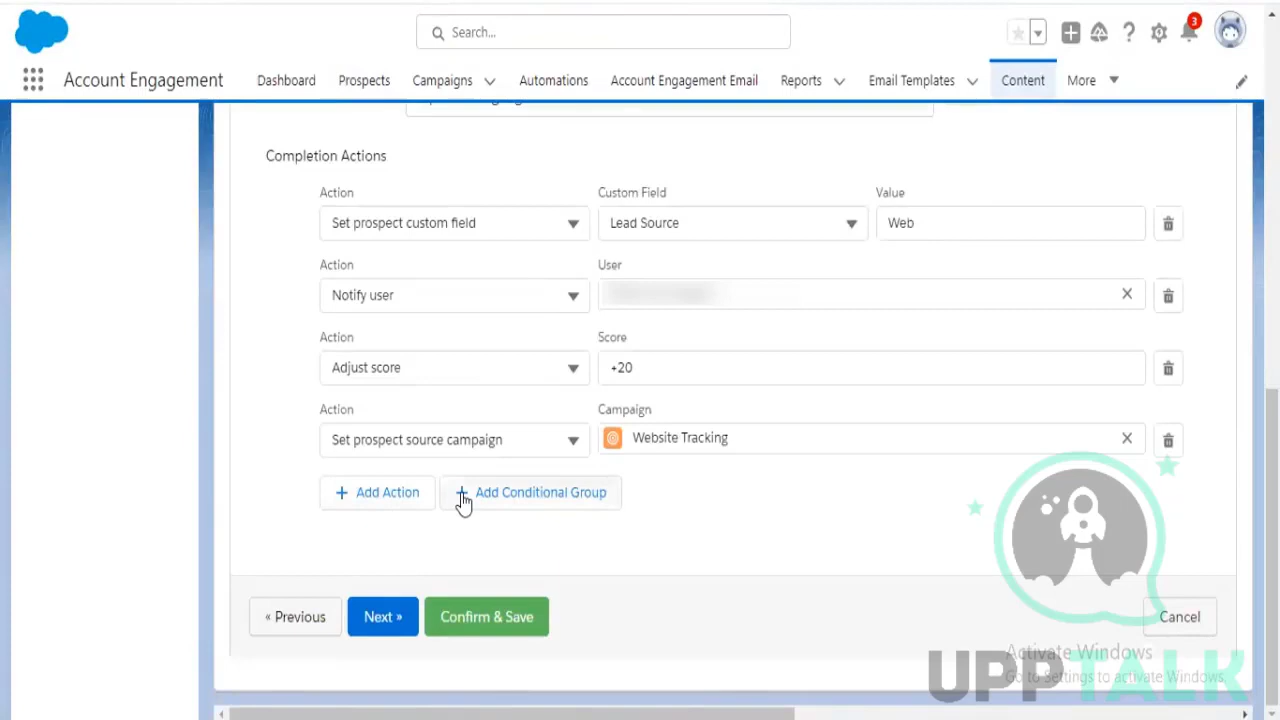 Search...
3
Account Engagement
Dashboard
Prospects
Campaigns
Automations
Account Engagement Email
Reports
Email Templates
Content
More
Completion Actions
Action
Custom Field
Value
Set prospect custom field
Lead Source
Web
Action
User
Notify user
Action
Score
Adjust score
+20
Action
Campaign
Set prospect source campaign
Website Tracking
+ Add Action
+ Add Conditional Group
« Previous
Next »
Confirm & Save
Cancel
Activate Windows
Go to Settings to activate Windows.
UPPTALK